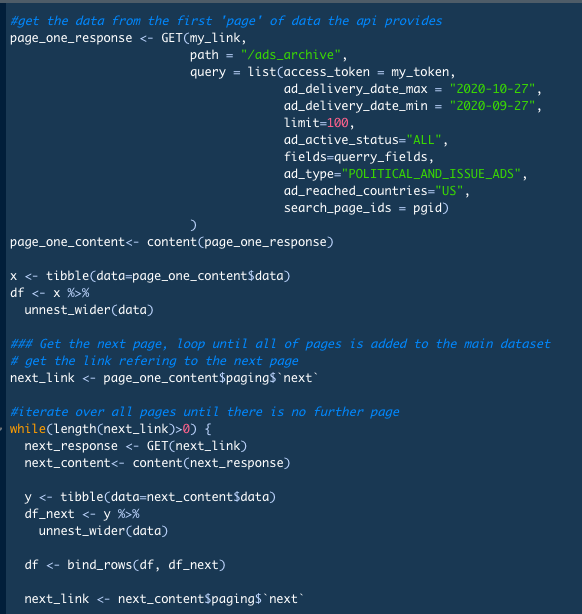 #get the data from the first 'page' of data the api provides
page_one_response <- GET(my_link,
path = "/ads_archive",
query = list(access_token = my_token,
ad_delivery_date_max = "2020-10-27",
ad_delivery_date_min = "2020-09-27",
limit=100,
ad_active_status="ALL",
fields=querry_fields,
ad_type="POLITICAL_AND_ISSUE_ADS",
ad_reached_countries="US",
search_page_ids = pgid)
)
page_one_content<- content(page_one_response)
x <- tibble(data=page_one_content$data)
df <- x %>%
unnest_wider(data)
### Get the next page, loop until all of pages is added to the main dataset
# get the link refering to the next page
next_link <- page_one_content$paging$`next`
#iterate over all pages until there is no further page
while(length(next_link)>0) {
next_response <- GET(next_link)
next_content<- content(next_response)
y <- tibble(data=next_content$data)
df_next <- y %>%
unnest_wider(data)
df <- bind_rows(df, df_next)
next_link <- next_content$paging$`next`